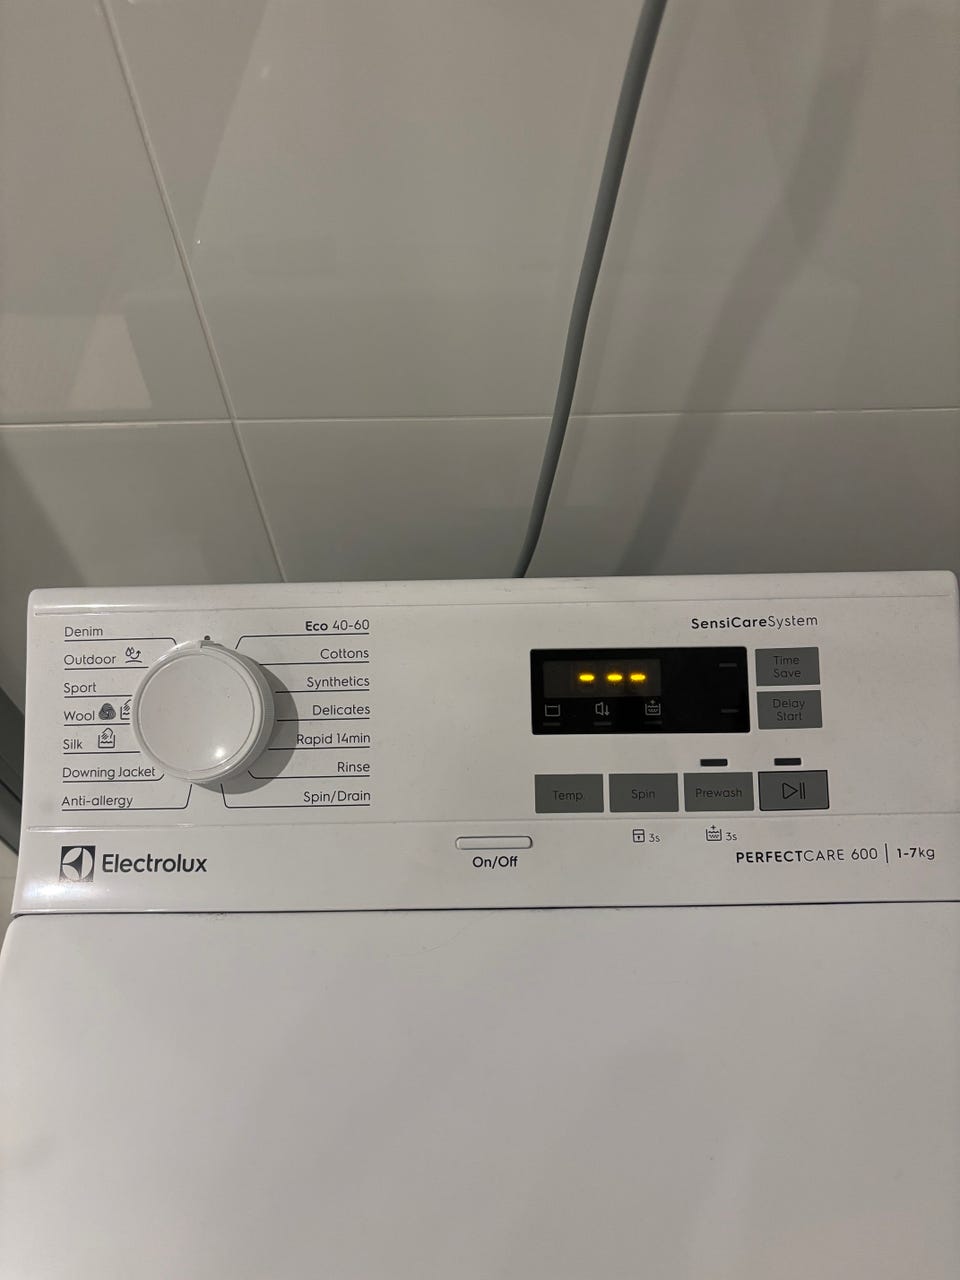 Denim
Outdoor
Sport
Wool
Silk
Downing Jacket
Anti-allergy
Eco 40-60
Cottons
Synthetics
Delicates
Rapid 14min
Rinse
Spin/Drain
SensiCareSystem
---
Time
Save
Delay
Start
Temp.
Spin
Prewash
3s
3s
Electrolux
On/Off
PERFECTCARE 600 | 1-7kg